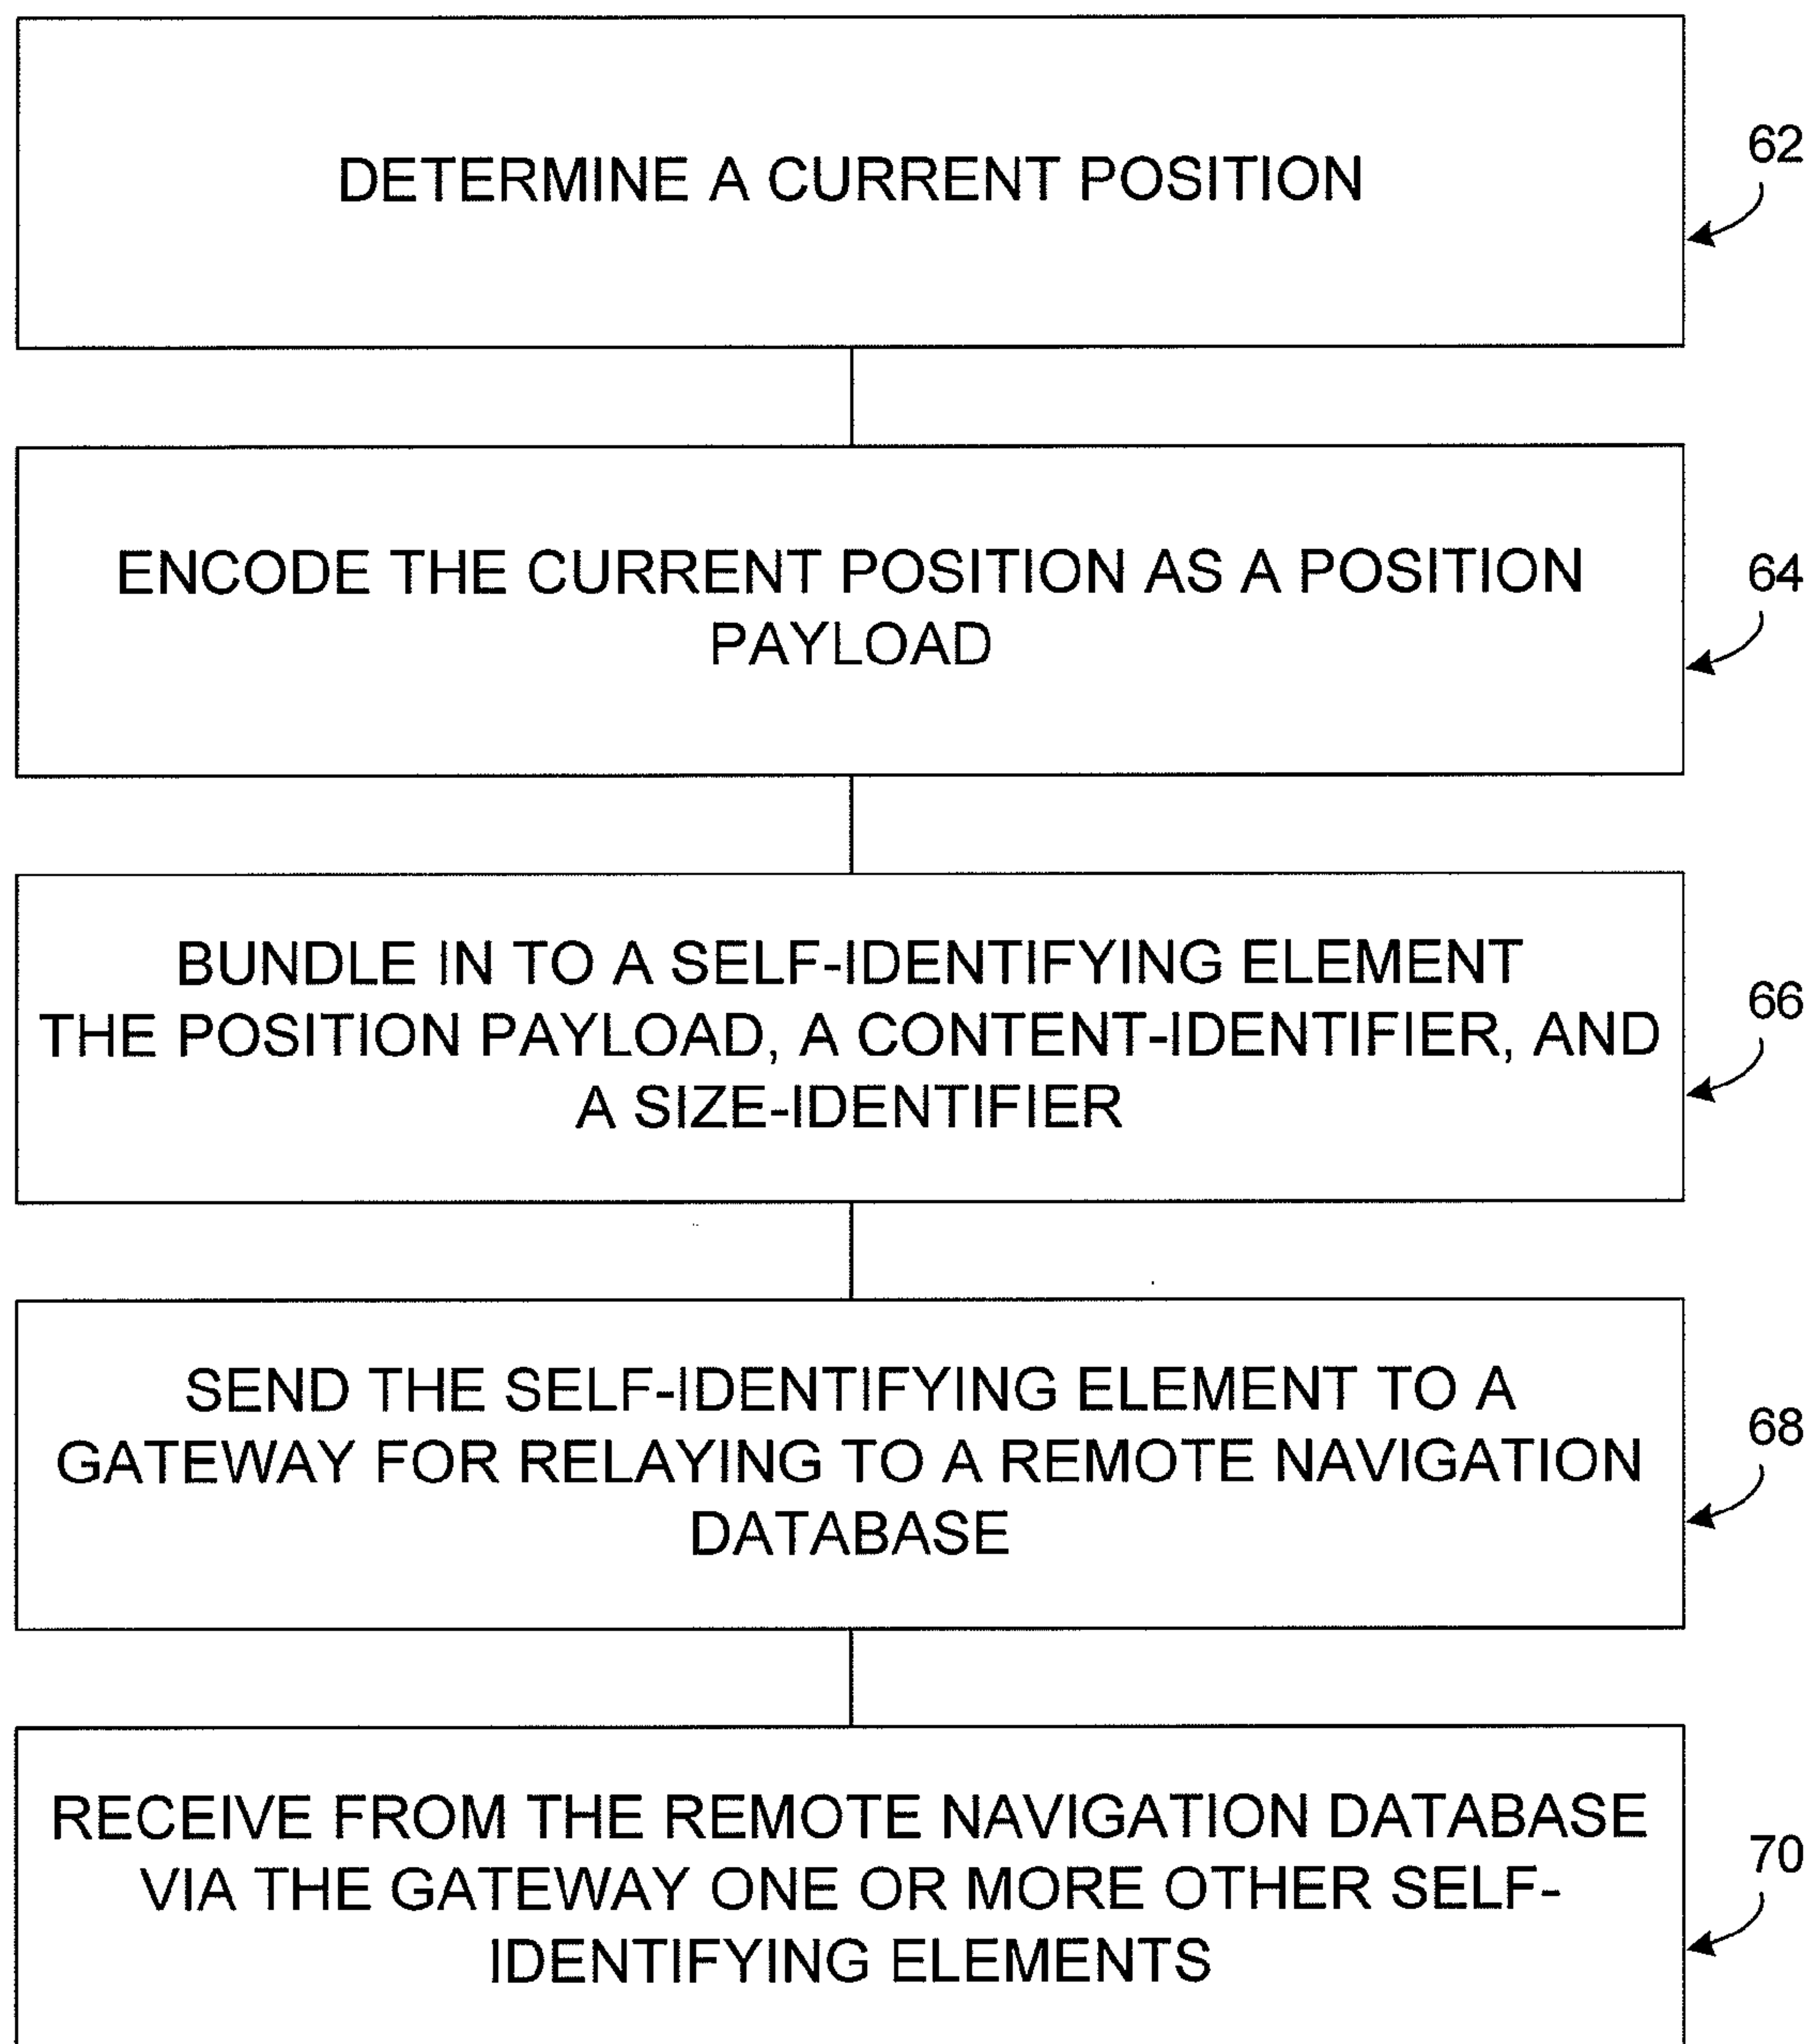 DETERMINE A CURRENT POSITION
62
ENCODE THE CURRENT POSITION AS A POSITION
PAYLOAD
64
BUNDLE IN TO A SELF-IDENTIFYING ELEMENT
THE POSITION PAYLOAD, A CONTENT-IDENTIFIER, AND
A SIZE-IDENTIFIER
66
SEND THE SELF-IDENTIFYING ELEMENT TO A
GATEWAY FOR RELAYING TO A REMOTE NAVIGATION
DATABASE
68
RECEIVE FROM THE REMOTE NAVIGATION DATABASE
VIA THE GATEWAY ONE OR MORE OTHER SELF-
IDENTIFYING ELEMENTS
70